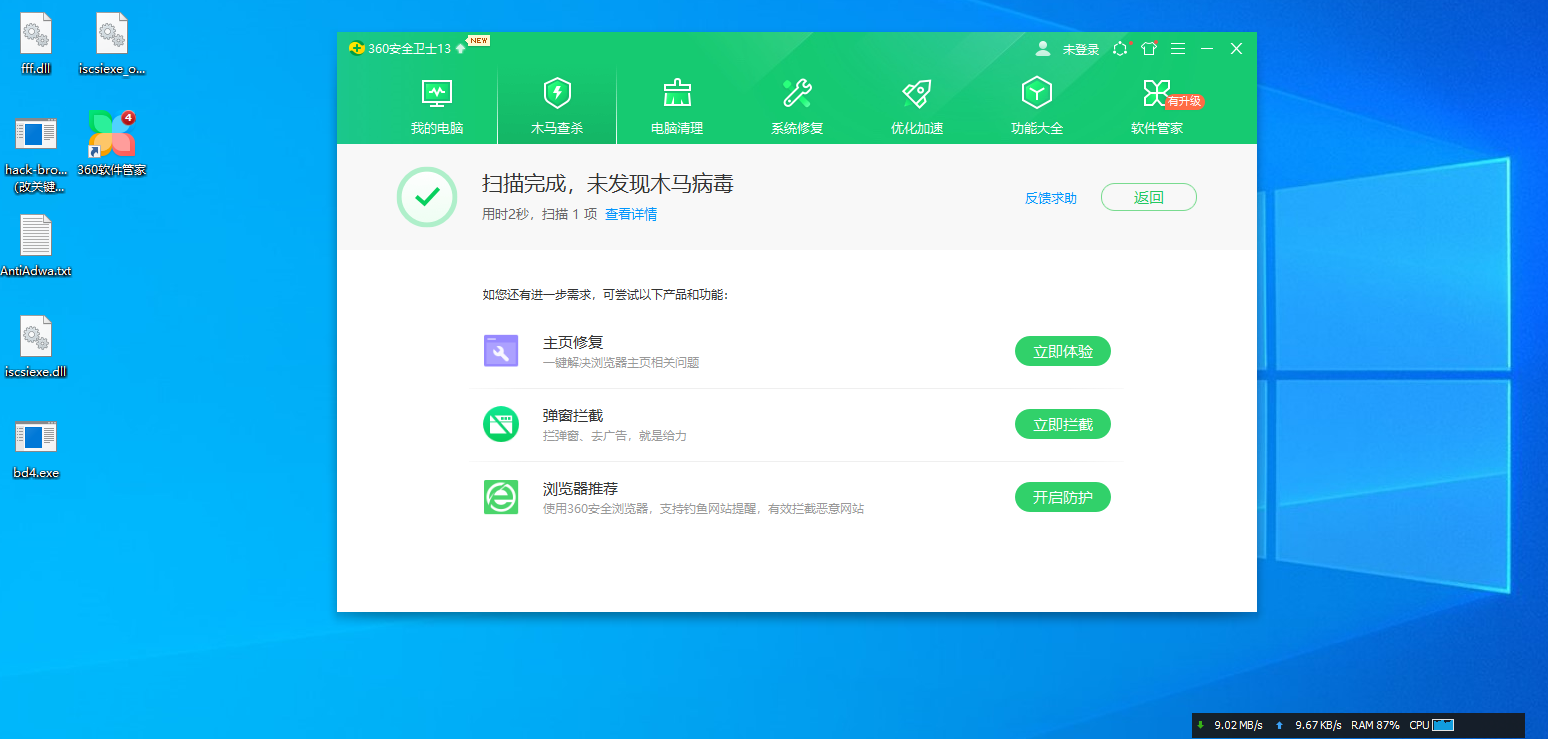 fff.dll
iscsiexe_o...
hack-bro...
(改关键...
4
360软件管家
AntiAdwa.txt
iscsiexe.dll
bd4.exe
360安全卫士13
NEW
未登录
我的电脑
木马查杀
电脑清理
系统修复
优化加速
功能大全
有升级
软件管家
扫描完成，未发现木马病毒
用时2秒，扫描 1 项 查看详情
反馈求助
返回
如您还有进一步需求，可尝试以下产品和功能：
主页修复
一键解决浏览器主页相关问题
立即体验
弹窗拦截
拦弹窗、去广告，就是给力
立即拦截
浏览器推荐
使用360安全浏览器，支持钓鱼网站提醒，有效拦截恶意网站
开启防护
9.02 MB/s 9.67 KB/s RAM 87% CPU